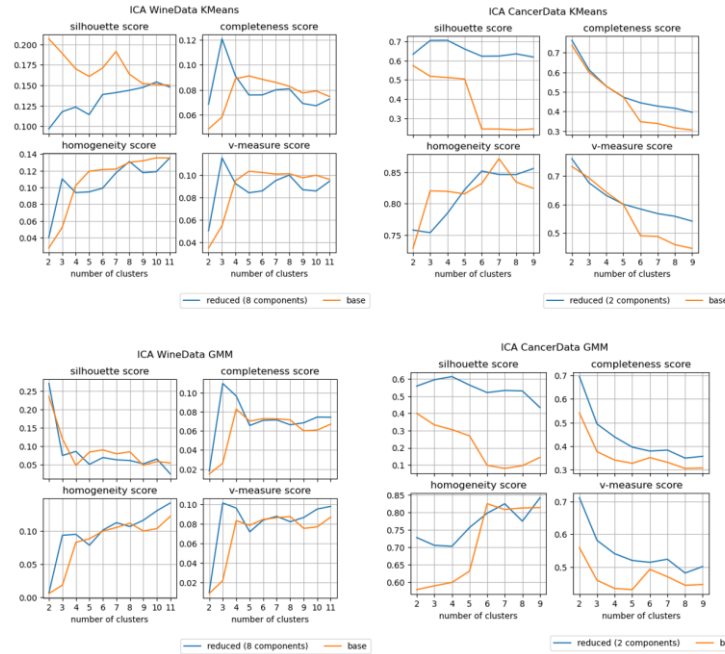 ICA WineData KMeans
silhouette score
completeness score
0.200
0.175
0.150
0.125
0.100
0.12
0.10
0.08
0.06
homogeneity score
v-measure score
0.14
0.12
0.10
0.08
0.06
0.04
0.10
0.08
0.06
0.04
2 3 4 5 6 7 8 9 10 11
2 3 4 5 6 7 8 9 10 11
number of clusters
number of clusters
reduced (8 components)
base
ICA CancerData KMeans
silhouette score
completeness score
0.7
0.6
0.5
0.4
0.3
0.7
0.6
0.5
0.4
0.3
homogeneity score
v-measure score
0.85
0.80
0.75
0.7
0.6
0.5
2 3 4 5 6 7 8 9
2 3 4 5 6 7 8 9
number of clusters
number of clusters
reduced (2 components)
base
ICA WineData GMM
silhouette score
completeness score
0.25
0.20
0.15
0.10
0.05
0.10
0.08
0.06
0.04
0.02
homogeneity score
v-measure score
0.10
0.05
0.00
0.10
0.08
0.06
0.04
0.02
2 3 4 5 6 7 8 9 10 11
2 3 4 5 6 7 8 9 10 11
number of clusters
number of clusters
reduced (8 components)
base
ICA CancerData GMM
silhouette score
completeness score
0.6
0.5
0.4
0.3
0.2
0.1
0.7
0.6
0.5
0.4
0.3
homogeneity score
v-measure score
0.85
0.80
0.75
0.70
0.65
0.60
0.7
0.6
0.5
2 3 4 5 6 7 8 9
2 3 4 5 6 7 8 9
number of clusters
number of clusters
reduced (2 components)